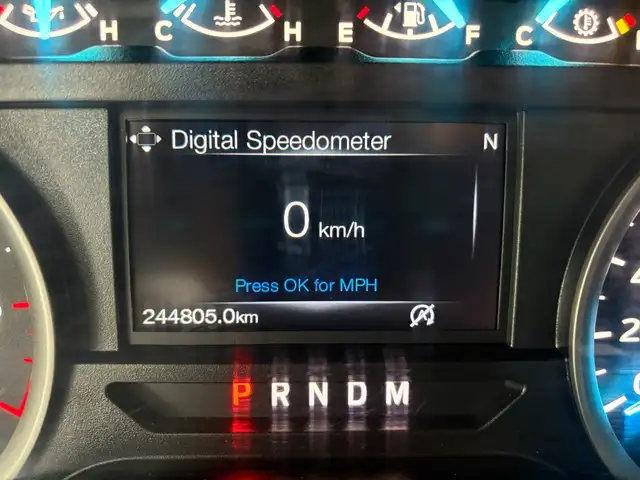 H C H E F C
Digital Speedometer N
0 km/h
Press OK for MPH
244805.0km
P R N D M